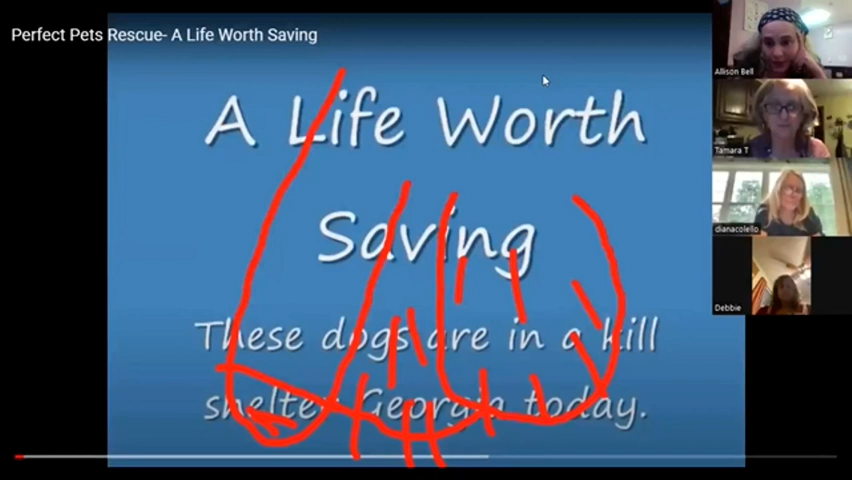 Perfect Pets Rescue- A Life Worth Saving
A Life Worth
Saving
These dogs are in a kill
shelter Georgia today.
Allison Bell
Tamara T
dianacolello
Debbie